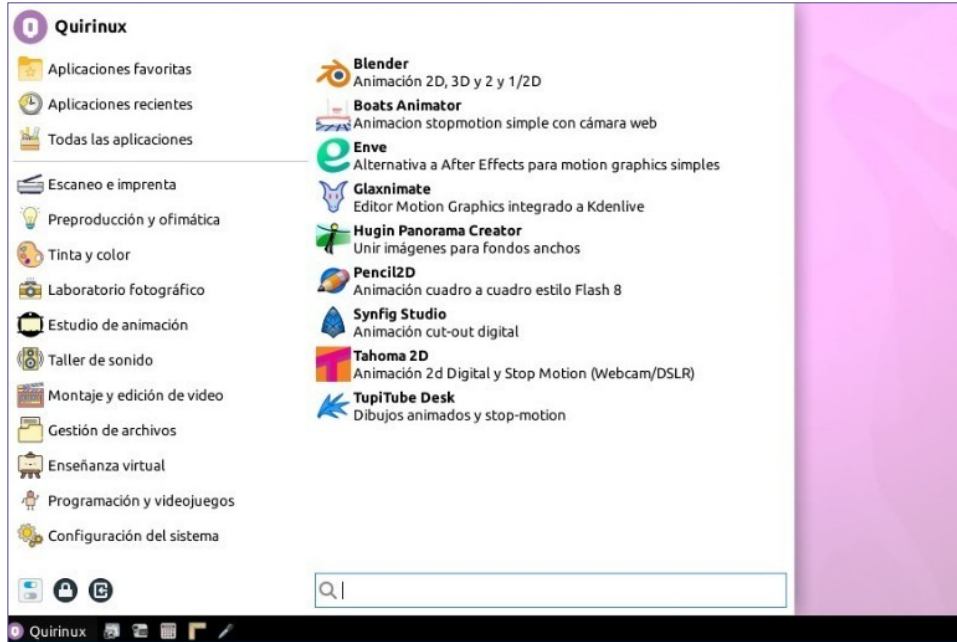 Quirinux
Aplicaciones favoritas
Aplicaciones recientes
Todas las aplicaciones
Escaneo e imprenta
Preproducción y ofimática
Tinta y color
Laboratorio fotográfico
Estudio de animación
Taller de sonido
Montaje y edición de video
Gestión de archivos
Enseñanza virtual
Programación y videojuegos
Configuración del sistema
Blender
Animación 2D, 3D y 2 y 1/2D
Boats Animator
Animacion stopmotion simple con cámara web
Enve
Alternativa a After Effects para motion graphics simples
Glaxnimate
Editor Motion Graphics integrado a Kdenlive
Hugin Panorama Creator
Unir imágenes para fondos anchos
Pencil2D
Animación cuadro a cuadro estilo Flash 8
Synfig Studio
Animación cut-out digital
Tahoma 2D
Animación 2d Digital y Stop Motion (Webcam/DSLR)
TupiTube Desk
Dibujos animados y stop-motion
Quirinux